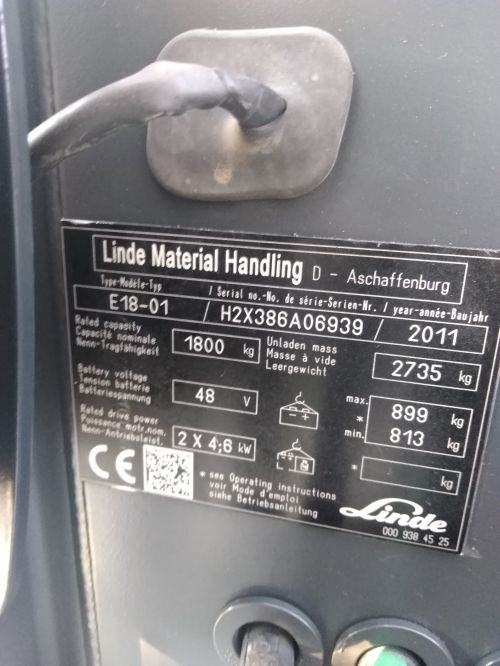 Linde Material Handling D - Aschaffenburg
Type-Modèle-Typ / Serial no.-No. de série-Serien-Nr. / year-année-Baujahr
E18-01 / H2X386A06939 / 2011
Rated capacity
Capacité nominale
Nenn-Tragfähigkeit
1800 kg
Unladen mass
Masse à vide
Leergewicht
2735 kg
Battery voltage
Tension batterie
Batteriespannung
48 V
max. 899 kg
*
min. 813 kg
Rated drive power
Puissance motr.nom.
Nenn-Antriebsleist.
2 X 4,6 kW
L
* kg
CE
* see Operating instructions
voir Mode d'emploi
siehe Betriebsanleitung
Linde
000 938 45 25